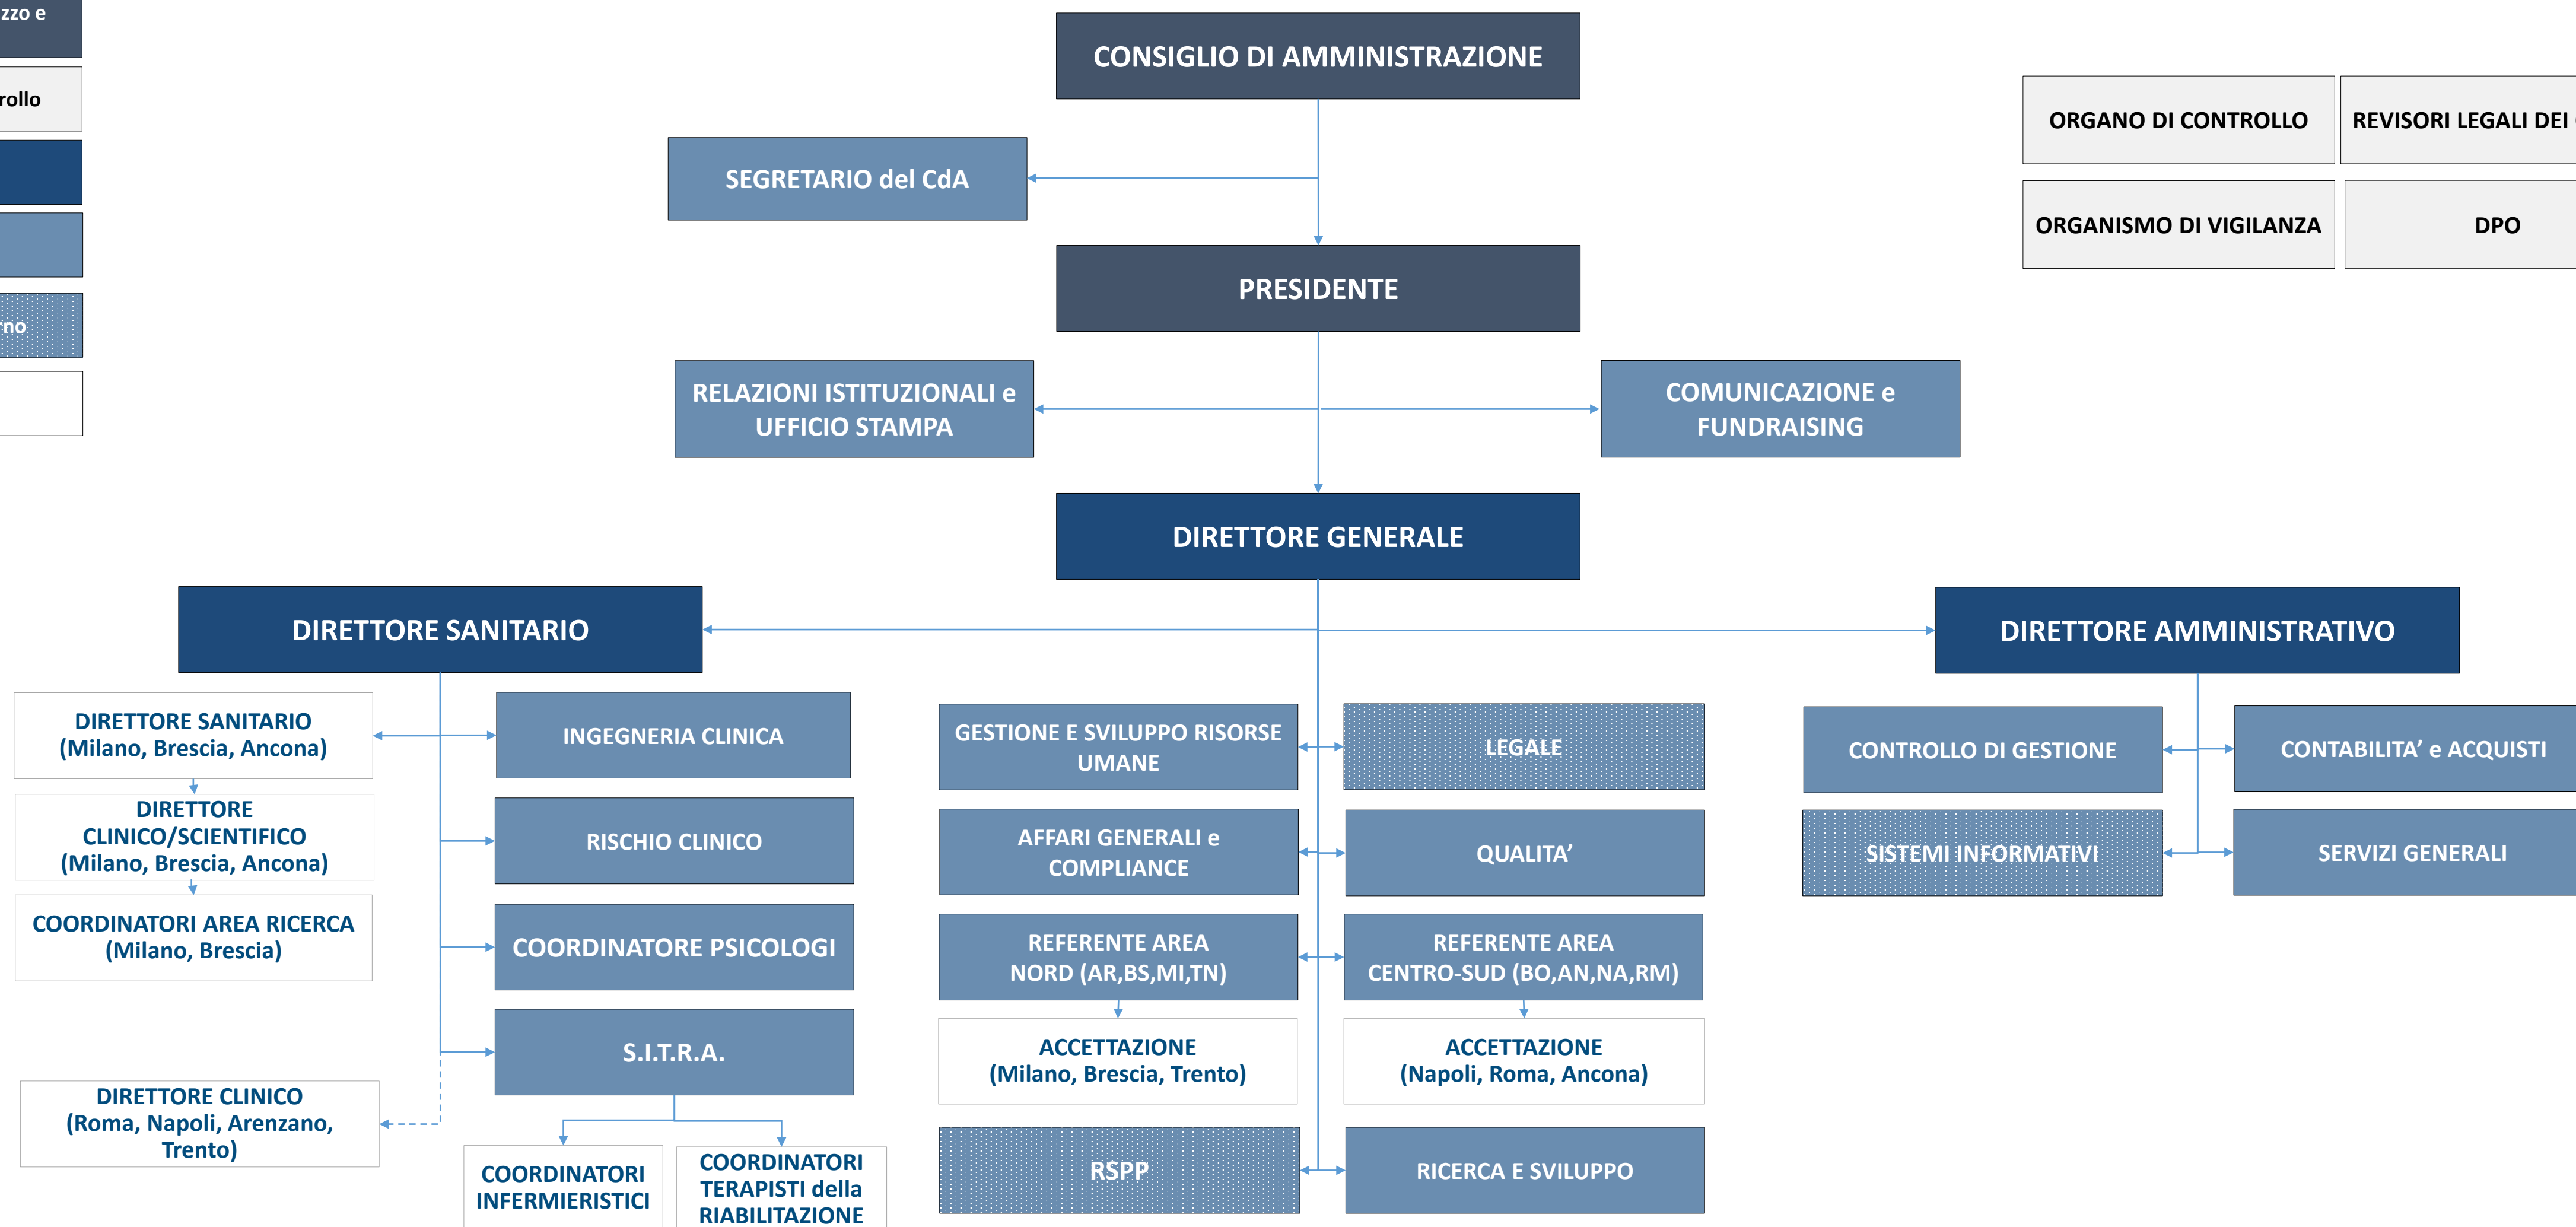 zzo e
rollo
rno
CONSIGLIO DI AMMINISTRAZIONE
SEGRETARIO del CdA
PRESIDENTE
ORGANO DI CONTROLLO
REVISORI LEGALI DEI
ORGANISMO DI VIGILANZA
DPO
RELAZIONI ISTITUZIONALI e
UFFICIO STAMPA
COMUNICAZIONE e
FUNDRAISING
DIRETTORE GENERALE
DIRETTORE SANITARIO
DIRETTORE AMMINISTRATIVO
DIRETTORE SANITARIO
(Milano, Brescia, Ancona)
DIRETTORE
CLINICO/SCIENTIFICO
(Milano, Brescia, Ancona)
COORDINATORI AREA RICERCA
(Milano, Brescia)
DIRETTORE CLINICO
(Roma, Napoli, Arenzano,
Trento)
INGEGNERIA CLINICA
RISCHIO CLINICO
COORDINATORE PSICOLOGI
S.I.T.R.A.
COORDINATORI
INFERMIERISTICI
COORDINATORI
TERAPISTI della
RIABILITAZIONE
GESTIONE E SVILUPPO RISORSE
UMANE
LEGALE
AFFARI GENERALI e
COMPLIANCE
QUALITA’
REFERENTE AREA
NORD (AR,BS,MI,TN)
REFERENTE AREA
CENTRO-SUD (BO,AN,NA,RM)
ACCETTAZIONE
(Milano, Brescia, Trento)
ACCETTAZIONE
(Napoli, Roma, Ancona)
RSPP
RICERCA E SVILUPPO
CONTROLLO DI GESTIONE
CONTABILITA’ e ACQUISTI
SISTEMI INFORMATIVI
SERVIZI GENERALI